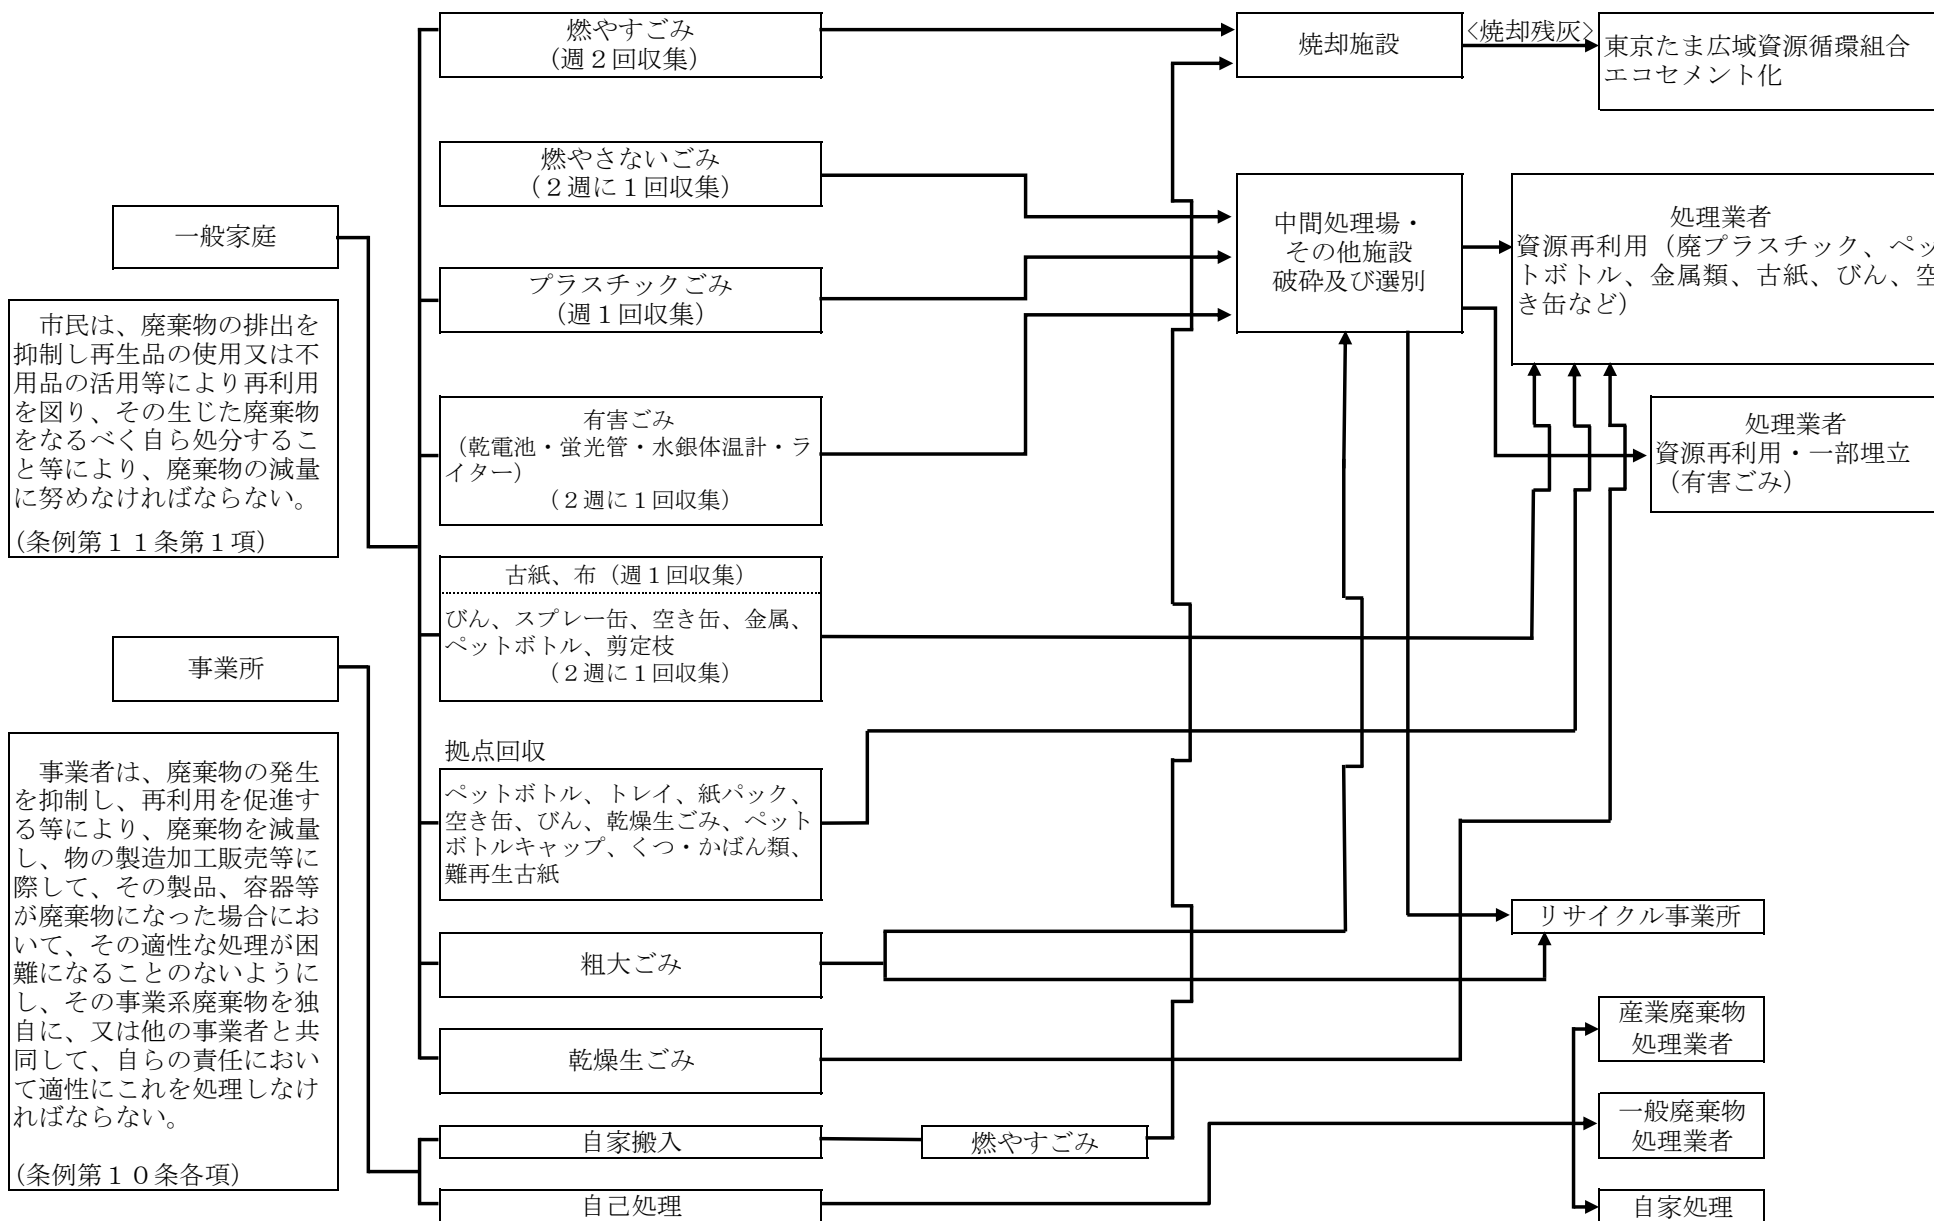 燃やすごみ
(週２回収集)
焼却施設
<焼却残灰>
東京たま広域資源循環組合
エコセメント化
燃やさないごみ
(２週に１回収集)
一般家庭
中間処理場・
その他施設
破砕及び選別
処理業者
資源再利用（廃プラスチック、ペッ
トボトル、金属類、古紙、びん、空
き缶など）
プラスチックごみ
(週１回収集)
市民は、廃棄物の排出を
抑制し再生品の使用又は不
用品の活用等により再利用
を図り、その生じた廃棄物
をなるべく自ら処分するこ
と等により、廃棄物の減量
に努めなければならない。
(条例第１１条第１項)
有害ごみ
（乾電池・蛍光管・水銀体温計・ラ
イター）
（２週に１回収集）
処理業者
資源再利用・一部埋立
（有害ごみ）
古紙、布（週１回収集）
びん、スプレー缶、空き缶、金属、
ペットボトル、剪定枝
（２週に１回収集）
事業所
事業者は、廃棄物の発生
を抑制し、再利用を促進す
る等により、廃棄物を減量
し、物の製造加工販売等に
際して、その製品、容器等
が廃棄物になった場合にお
いて、その適性な処理が困
難になることのないように
し、その事業系廃棄物を独
自に、又は他の事業者と共
同して、自らの責任におい
て適性にこれを処理しなけ
ればならない。
(条例第１０条各項)
拠点回収
ペットボトル、トレイ、紙パック、
空き缶、びん、乾燥生ごみ、ペット
ボトルキャップ、くつ・かばん類、
難再生古紙
リサイクル事業所
粗大ごみ
産業廃棄物
処理業者
乾燥生ごみ
一般廃棄物
処理業者
自家搬入
燃やすごみ
自己処理
自家処理